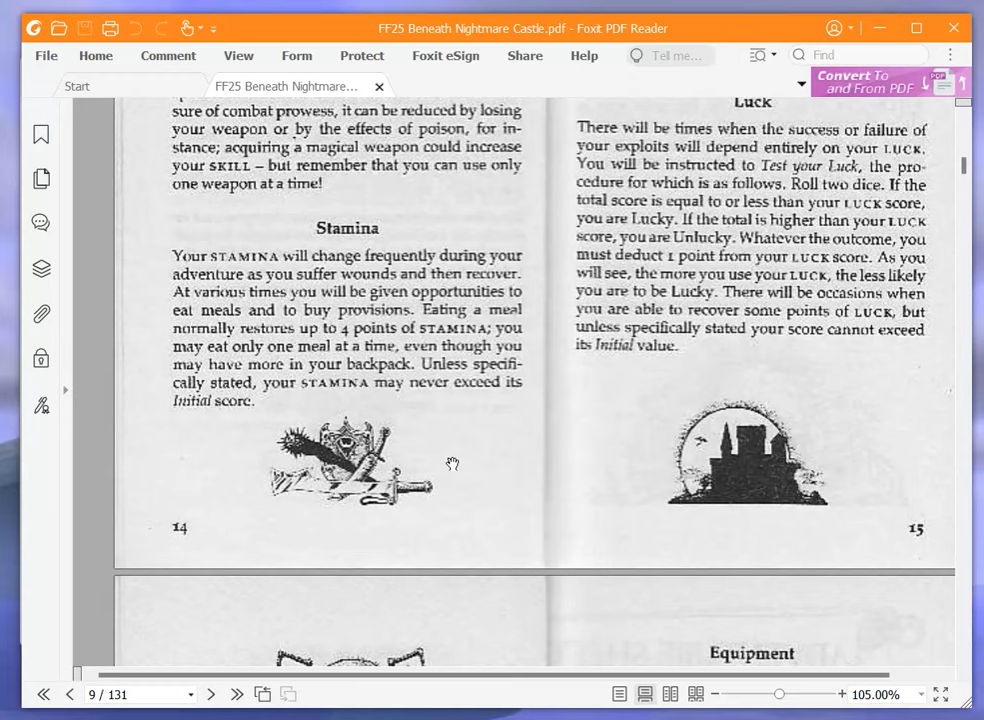 FF25 Beneath Nightmare Castle.pdf - Foxit PDF Reader
File Home Comment View Form Protect Foxit eSign Share Help Tell me... Find
Start FF25 Beneath Nightmare...
Convert To
and From PDF
PDF
sure of combat prowess, it can be reduced by losing
your weapon or by the effects of poison, for in-
stance; acquiring a magical weapon could increase
your SKILL – but remember that you can use only
one weapon at a time!
Stamina
Your STAMINA will change frequently during your
adventure as you suffer wounds and then recover.
At various times you will be given opportunities to
eat meals and to buy provisions. Eating a meal
normally restores up to 4 points of STAMINA; you
may eat only one meal at a time, even though you
may have more in your backpack. Unless specifi-
cally stated, your STAMINA may never exceed its
Initial score.
14
Luck
There will be times when the success or failure of
your exploits will depend entirely on your LUCK.
You will be instructed to Test your Luck, the pro-
cedure for which is as follows. Roll two dice. If the
total score is equal to or less than your LUCK score,
you are Lucky. If the total is higher than your LUCK
score, you are Unlucky. Whatever the outcome, you
must deduct 1 point from your LUCK score. As you
will see, the more you use your LUCK, the less likely
you are to be Lucky. There will be occasions when
you are able to recover some points of LUCK, but
unless specifically stated your score cannot exceed
its Initial value.
15
Equipment
9 / 131
105.00%